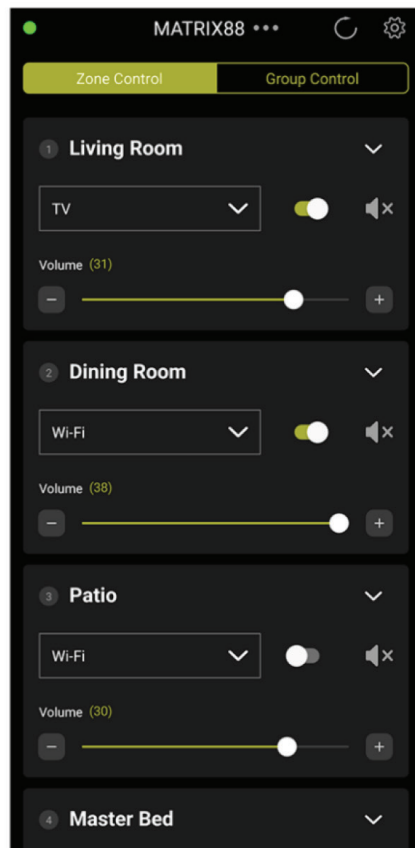 MATRIX88 •••
Zone Control Group Control
1 Living Room
TV
Volume (31)
− +
2 Dining Room
Wi-Fi
Volume (38)
− +
3 Patio
Wi-Fi
Volume (30)
− +
4 Master Bed